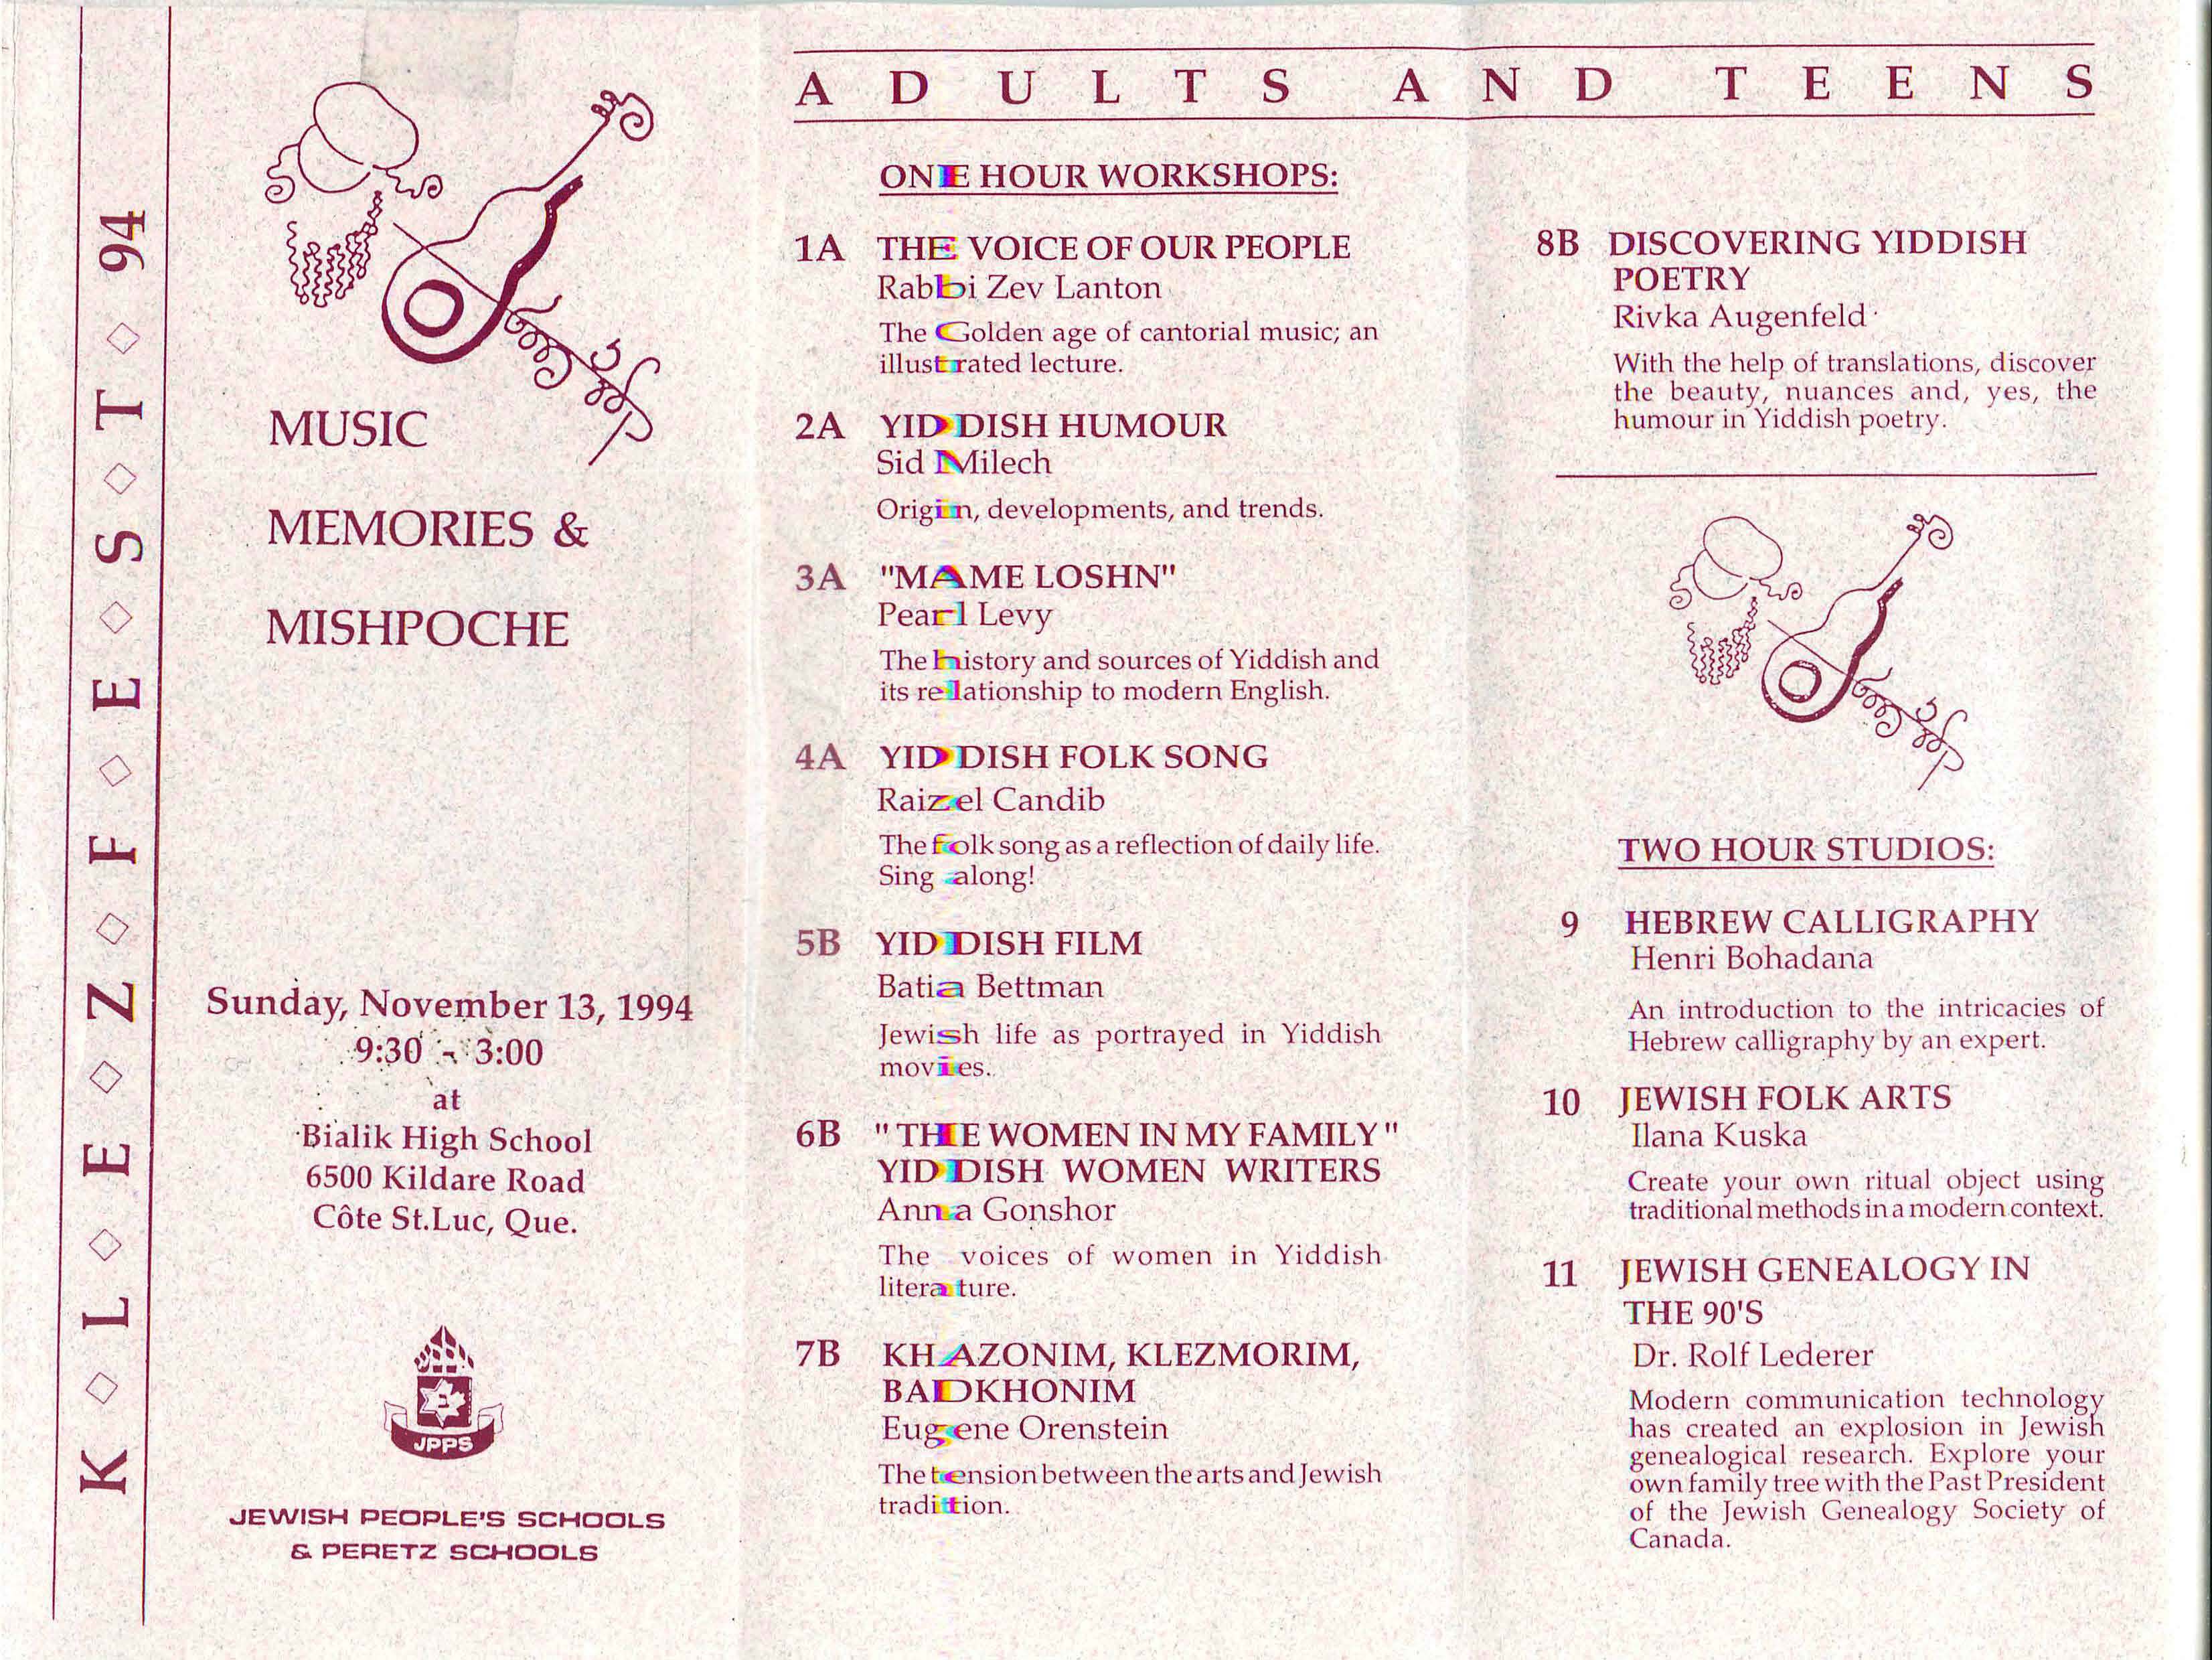 K ◇ L ◇ E ◇ Z ◇ F ◇ E ◇ S ◇ T ◇ 94
MUSIC
MEMORIES &
MISHPOCHE
Sunday, November 13, 1994
9:30 - 3:00
at
Bialik High School
6500 Kildare Road
Côte St.Luc, Que.
JPPS
JEWISH PEOPLE'S SCHOOLS
& PERETZ SCHOOLS
ADULTS AND TEENS
ONE HOUR WORKSHOPS:
1A THE VOICE OF OUR PEOPLE
Rabbi Zev Lanton
The Golden age of cantorial music; an
illustrated lecture.
2A YIDDISH HUMOUR
Sid Milech
Origin, developments, and trends.
3A "MAME LOSHN"
Pearl Levy
The history and sources of Yiddish and
its relationship to modern English.
4A YIDDISH FOLK SONG
Raizel Candib
The folk song as a reflection of daily life.
Sing along!
5B YIDDISH FILM
Batia Bettman
Jewish life as portrayed in Yiddish
movies.
6B "THE WOMEN IN MY FAMILY"
YIDDISH WOMEN WRITERS
Anna Gonshor
The voices of women in Yiddish
literature.
7B KHAZONIM, KLEZMORIM,
BADKHONIM
Eugene Orenstein
The tension between the arts and Jewish
tradition.
8B DISCOVERING YIDDISH
POETRY
Rivka Augenfeld
With the help of translations, discover
the beauty, nuances and, yes, the
humour in Yiddish poetry.
TWO HOUR STUDIOS:
9 HEBREW CALLIGRAPHY
Henri Bohadana
An introduction to the intricacies of
Hebrew calligraphy by an expert.
10 JEWISH FOLK ARTS
Ilana Kuska
Create your own ritual object using
traditional methods in a modern context.
11 JEWISH GENEALOGY IN
THE 90'S
Dr. Rolf Lederer
Modern communication technology
has created an explosion in Jewish
genealogical research. Explore your
own family tree with the Past President
of the Jewish Genealogy Society of
Canada.